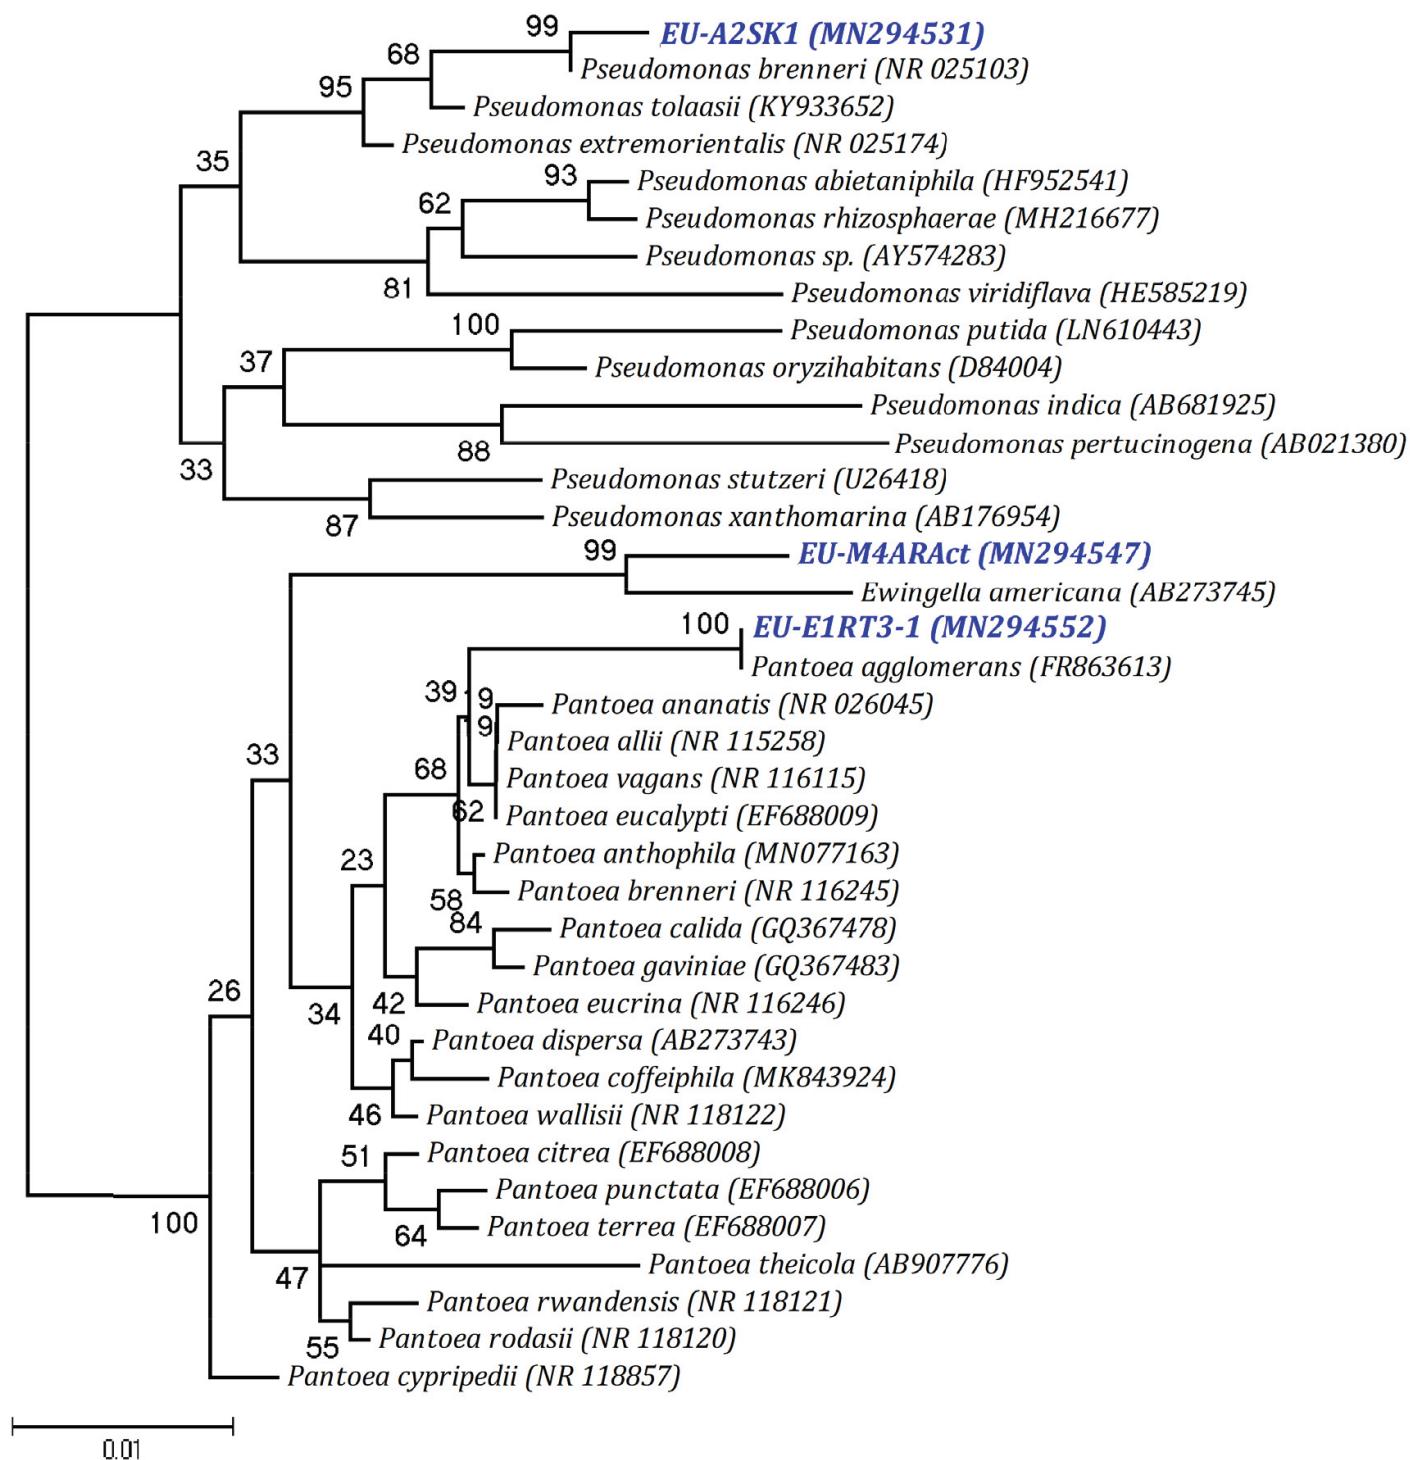 99
EU-A2SK1 (MN294531)
68
Pseudomonas brenneri (NR 025103)
95
Pseudomonas tolaasii (KY933652)
Pseudomonas extremorientalis (NR 025174)
35
93
Pseudomonas abietaniphila (HF952541)
62
Pseudomonas rhizosphaerae (MH216677)
Pseudomonas sp. (AY574283)
81
Pseudomonas viridiflava (HE585219)
100
Pseudomonas putida (LN610443)
37
Pseudomonas oryzihabitans (D84004)
Pseudomonas indica (AB681925)
88
Pseudomonas pertucinogena (AB021380)
33
Pseudomonas stutzeri (U26418)
87
Pseudomonas xanthomarina (AB176954)
99
EU-M4ARAct (MN294547)
Ewingella americana (AB273745)
100
EU-E1RT3-1 (MN294552)
Pantoea agglomerans (FR863613)
39
9
Pantoea ananatis (NR 026045)
9
Pantoea allii (NR 115258)
33
68
Pantoea vagans (NR 116115)
62
Pantoea eucalypti (EF688009)
23
Pantoea anthophila (MN077163)
58
Pantoea brenneri (NR 116245)
84
Pantoea calida (GQ367478)
Pantoea gaviniae (GQ367483)
26
34
42
Pantoea eucrina (NR 116246)
40
Pantoea dispersa (AB273743)
Pantoea coffeiphila (MK843924)
46
Pantoea wallisii (NR 118122)
51
Pantoea citrea (EF688008)
Pantoea punctata (EF688006)
100
64
Pantoea terrea (EF688007)
47
Pantoea theicola (AB907776)
Pantoea rwandensis (NR 118121)
55
Pantoea rodasii (NR 118120)
Pantoea cypripedii (NR 118857)
0.01